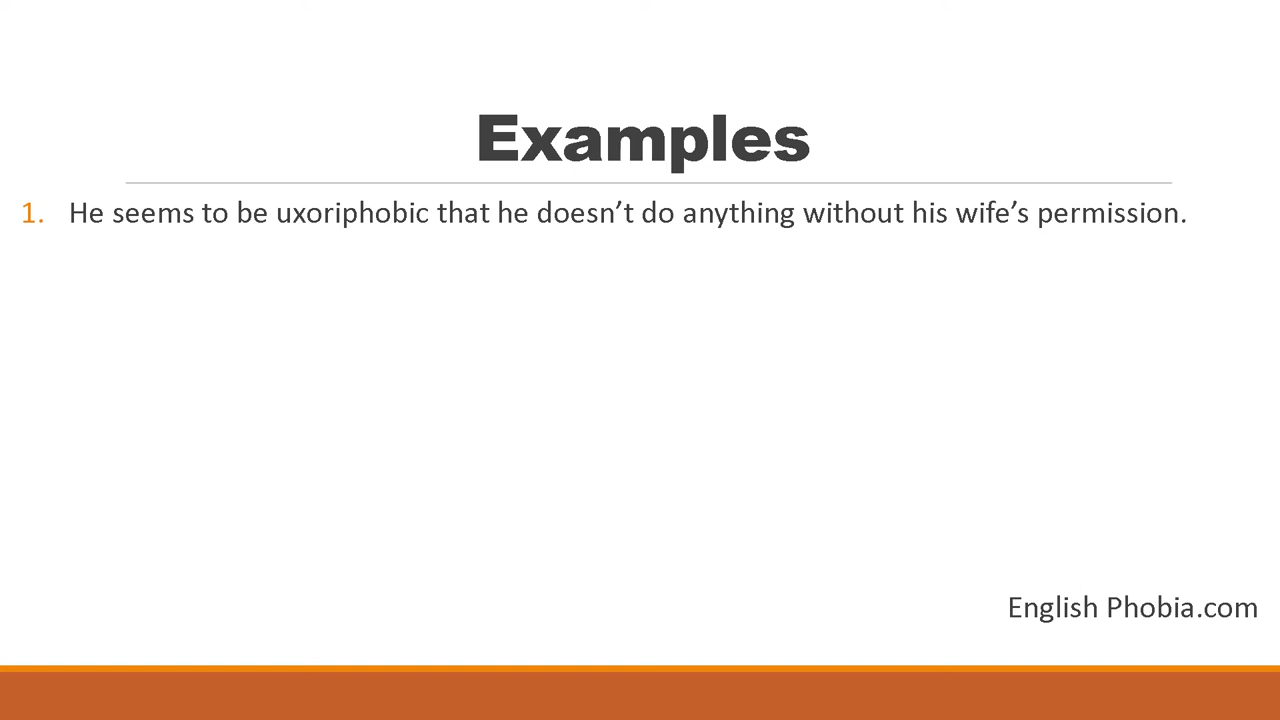 Examples
1. He seems to be uxoriphobic that he doesn’t do anything without his wife’s permission.
English Phobia.com